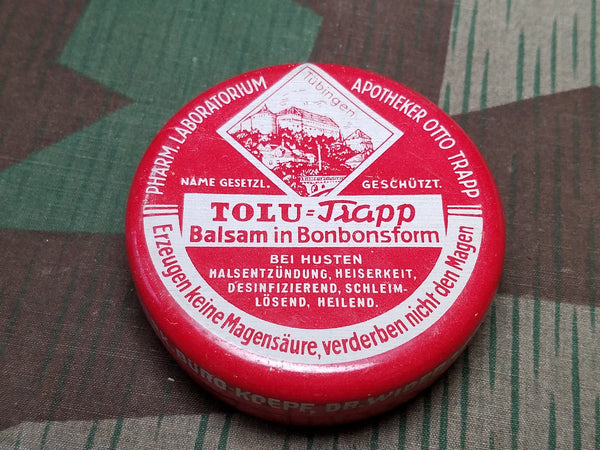 PHARM. LABORATORIUM
APOTHEKER OTTO TRAPP
Tübingen
NAME GESETZL. GESCHÜTZT.
TOLU=Trapp
Balsam in Bonbonsform
BEI HUSTEN
HALSENTZÜNDUNG, HEISERKEIT,
DESINFIZIEREND, SCHLEIM-
LÖSEND, HEILEND.
Erzeugen keine Magensäure, verderben nicht den Magen